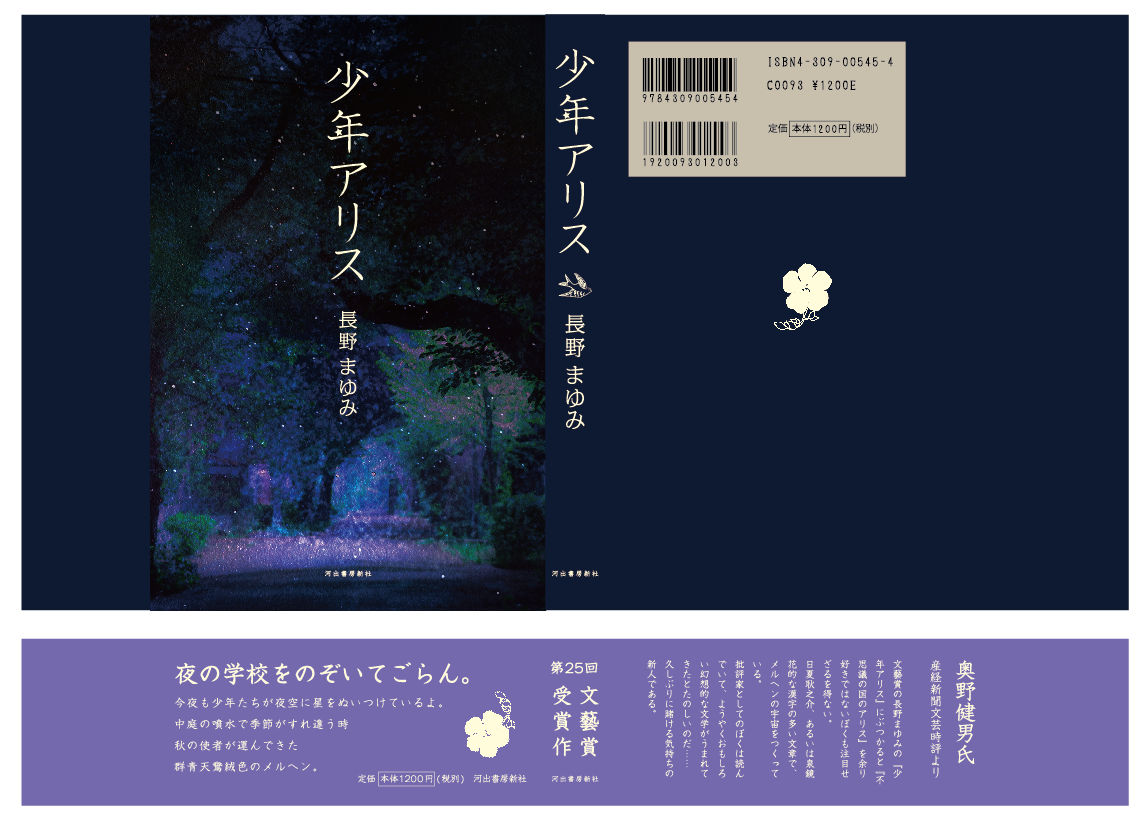 少年アリス
長野まゆみ
河出書房新社
少年アリス
長野まゆみ
河出書房新社
9784309005454
1920093012003
ISBN4-309-00545-4
C0093 ¥1200E
定価 本体1200円(税別)
夜の学校をのぞいてごらん。
今夜も少年たちが夜空に星をぬいつけているよ。
中庭の噴水で季節がすれ違う時
秋の使者が運んできた
群青天鵞絨色のメルヘン。
定価 本体1200円(税別) 河出書房新社
第25回
文藝賞
受賞作
河出書房新社
奥野健男氏
産経新聞文芸時評より
文藝賞の長野まゆみの『少
年アリス』にぶつかると『不
思議の国のアリス』を余り
好きではないぼくも注目せ
ざるを得ない。
日夏耿之介、あるいは泉鏡
花的な漢字の多い文章で、
メルヘンの宇宙をつくって
いる。
批評家としてのぼくは読ん
でいて、ようやくおもしろ
い幻想的な文学がうまれて
きたとたのしいのだ……
久しぶりに賭ける気持ちの
新人である。